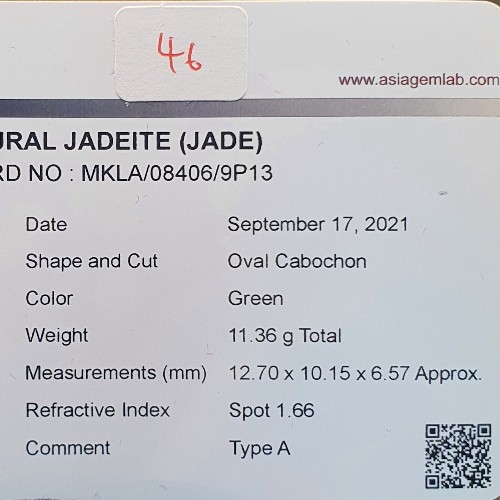 46
www.asiagemlab.com
URAL JADEITE (JADE)
RD NO : MKLA/08406/9P13
Date September 17, 2021
Shape and Cut Oval Cabochon
Color Green
Weight 11.36 g Total
Measurements (mm) 12.70 x 10.15 x 6.57 Approx.
Refractive Index Spot 1.66
Comment Type A